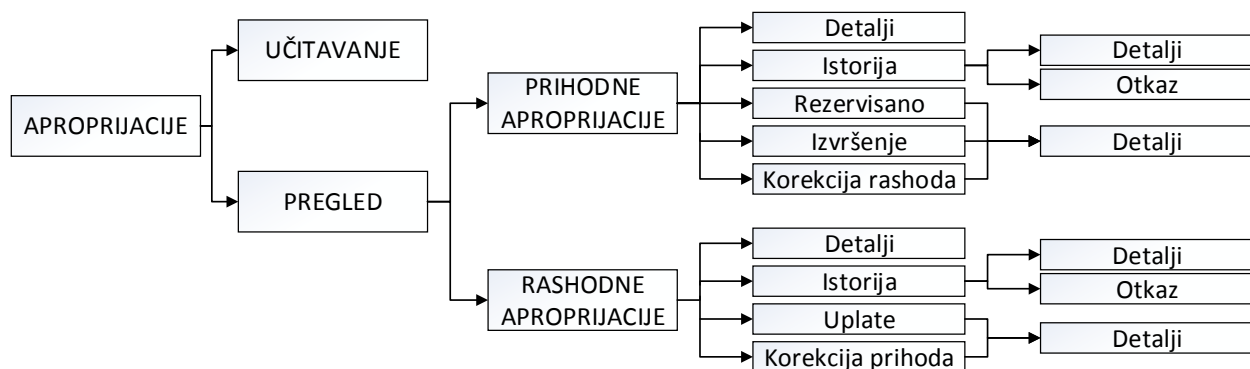 APROPRIJACIJE
UČITAVANJE
PREGLED
PRIHODNE
APROPRIJACIJE
Detalji
Istorija
Rezervisano
Izvršenje
Korekcija rashoda
Detalji
Otkaz
Detalji
RASHODNE
APROPRIJACIJE
Detalji
Istorija
Uplate
Korekcija prihoda
Detalji
Otkaz
Detalji